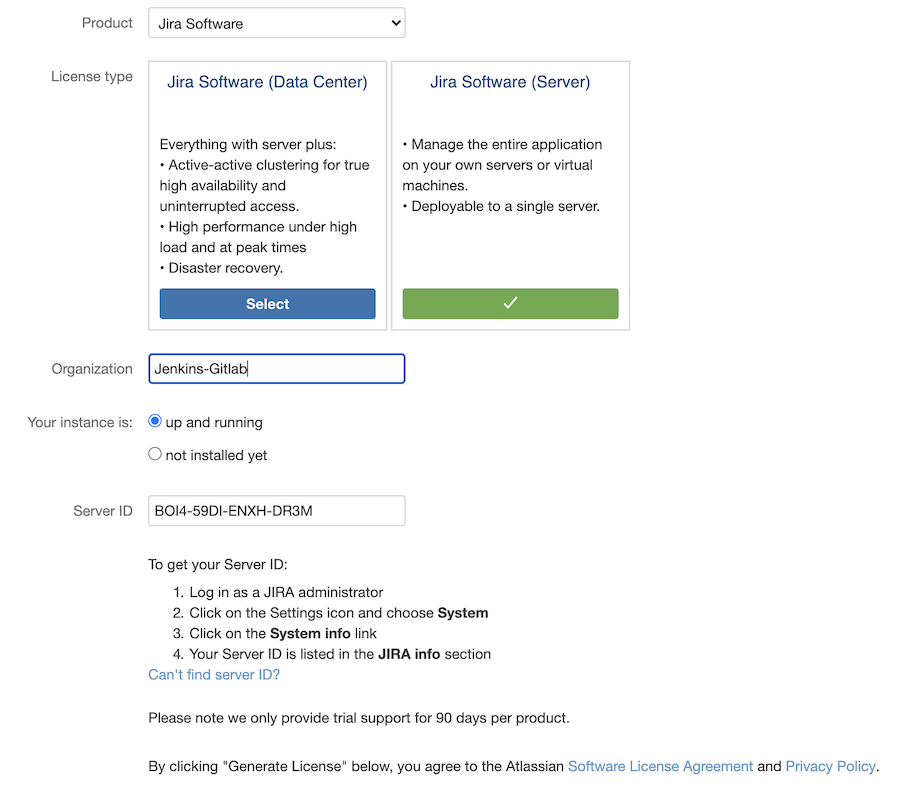 Product
Jira Software
License type
Jira Software (Data Center)
Everything with server plus:
• Active-active clustering for true
high availability and
uninterrupted access.
• High performance under high
load and at peak times
• Disaster recovery.
Select
Jira Software (Server)
• Manage the entire application
on your own servers or virtual
machines.
• Deployable to a single server.
Organization
Jenkins-Gitlab
Your instance is:
up and running
not installed yet
Server ID
BOI4-59DI-ENXH-DR3M
To get your Server ID:
1. Log in as a JIRA administrator
2. Click on the Settings icon and choose System
3. Click on the System info link
4. Your Server ID is listed in the JIRA info section
Can't find server ID?
Please note we only provide trial support for 90 days per product.
By clicking "Generate License" below, you agree to the Atlassian Software License Agreement and Privacy Policy.